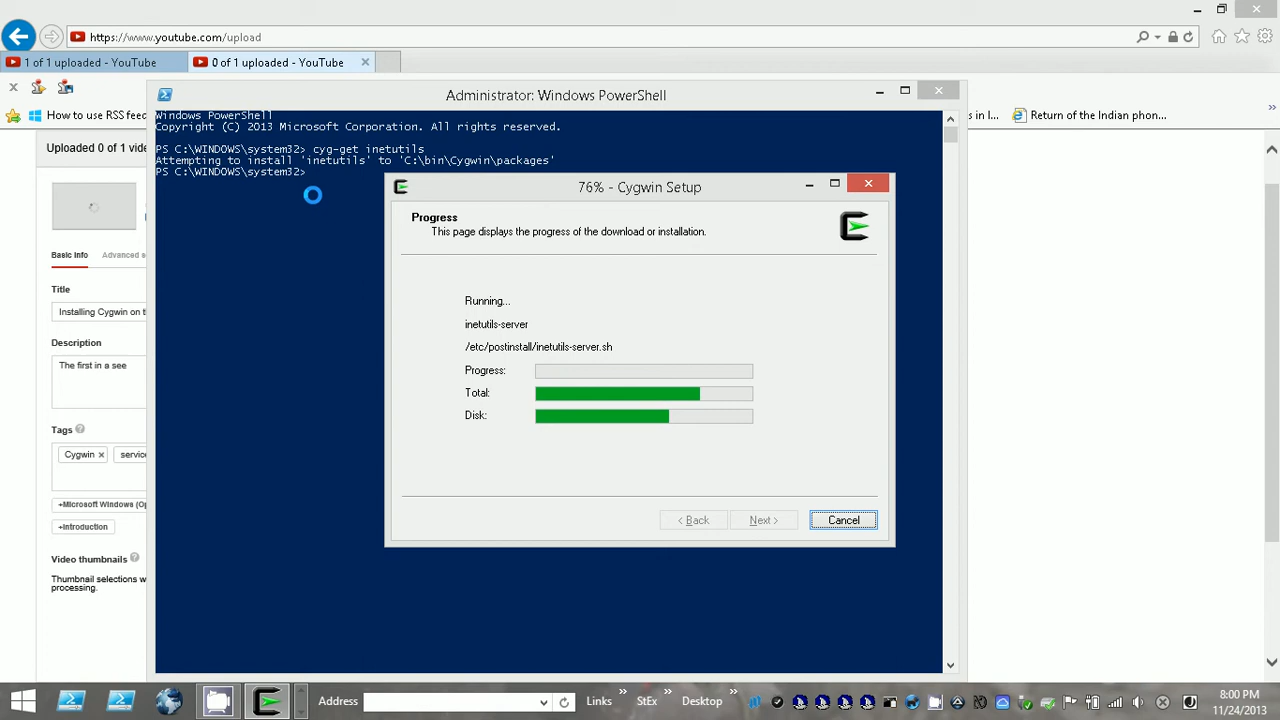 https://www.youtube.com/upload
1 of 1 uploaded - YouTube
0 of 1 uploaded - YouTube
How to use RSS feed
s in I...
Return of the Indian phon...
Administrator: Windows PowerShell
Windows PowerShell
Copyright (C) 2013 Microsoft Corporation. All rights reserved.
PS C:\WINDOWS\system32> cyg-get inetutils
Attempting to install 'inetutils' to 'C:\bin\Cygwin\packages'
PS C:\WINDOWS\system32>
Uploaded 0 of 1 vide
Basic info
Advanced s
Title
Installing Cygwin on t
Description
The first in a see
Tags
Cygwin
service
+Microsoft Windows (Op
+Introduction
Video thumbnails
Thumbnail selections w
processing.
76% - Cygwin Setup
Progress
This page displays the progress of the download or installation.
Running...
inetutils-server
/etc/postinstall/inetutils-server.sh
Progress:
Total:
Disk:
< Back
Next >
Cancel
Address
Links
StEx
Desktop
8:00 PM
11/24/2013